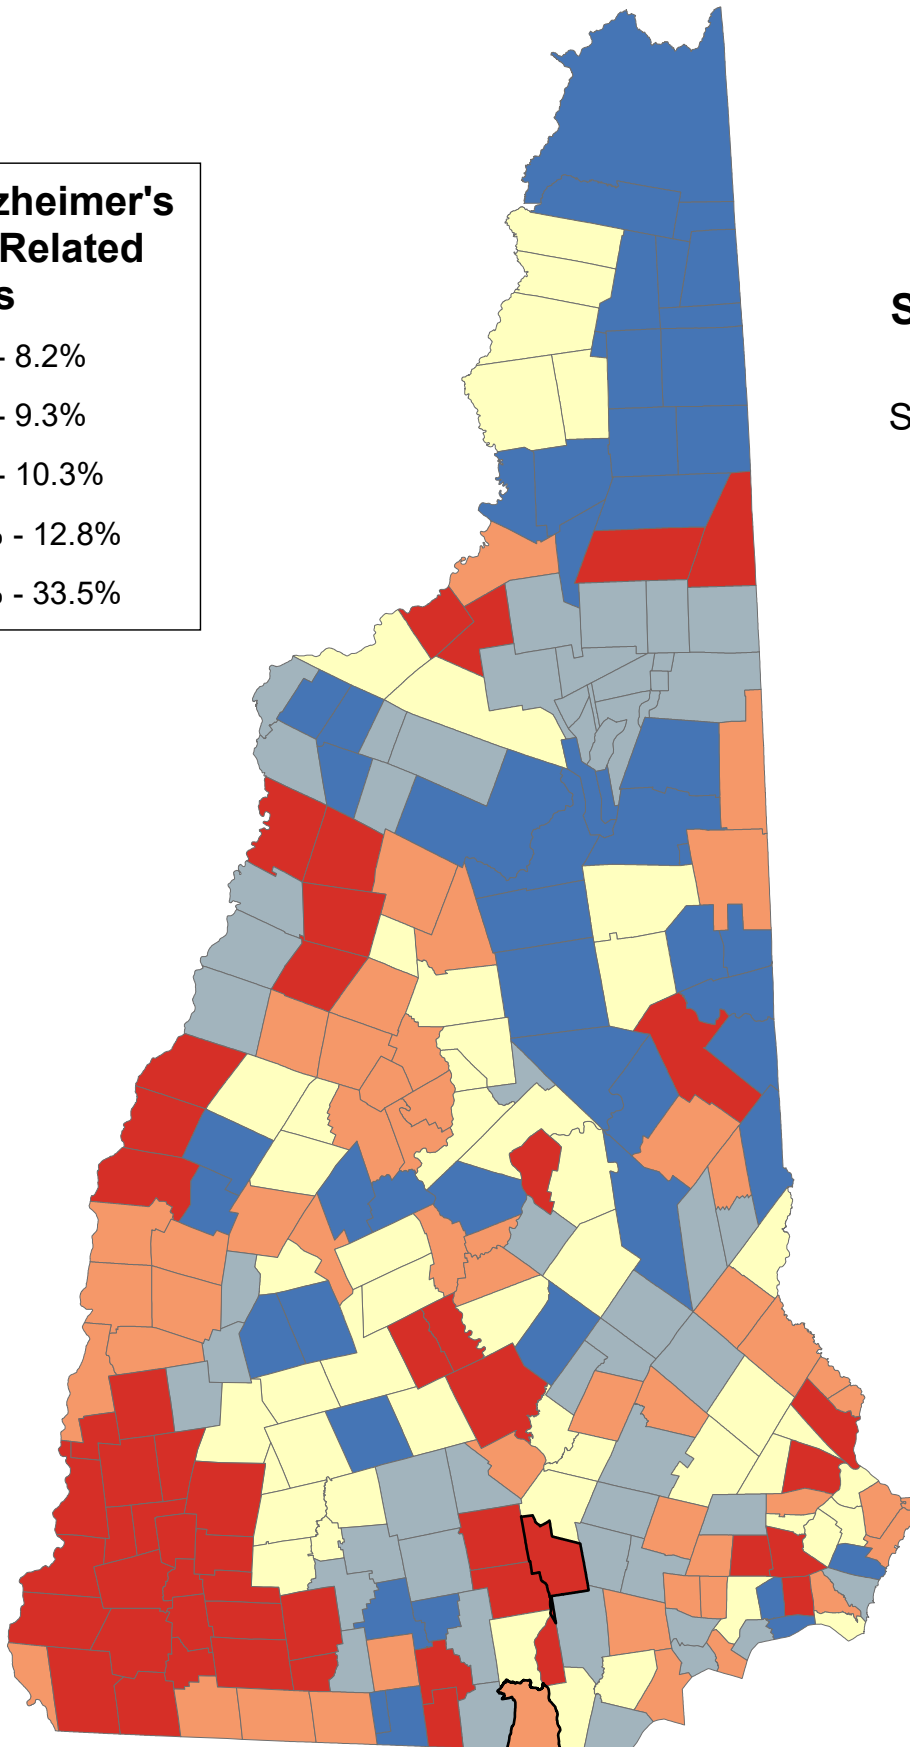 zheimer's
Related
s
- 8.2%
- 9.3%
- 10.3%
- 12.8%
- 33.5%
S
S